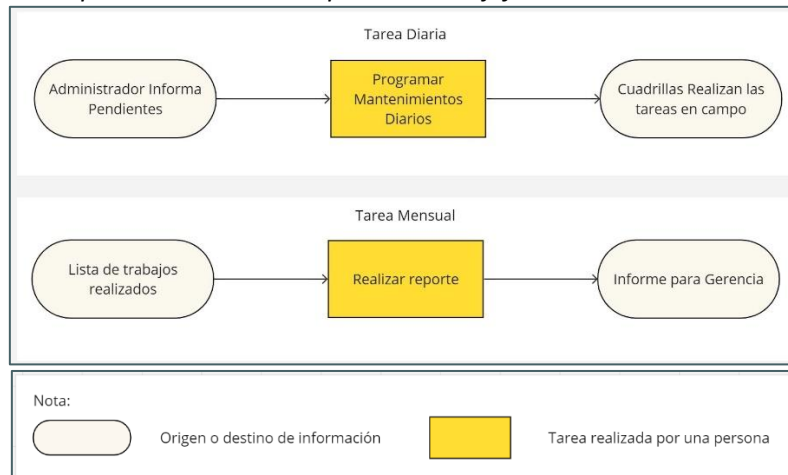 Tarea Diaria
Administrador Informa
Pendientes
Programar
Mantenimientos
Diarios
Cuadrillas Realizan las
tareas en campo
Tarea Mensual
Lista de trabajos
realizados
Realizar reporte
Informe para Gerencia
Nota:
Origen o destino de información
Tarea realizada por una persona